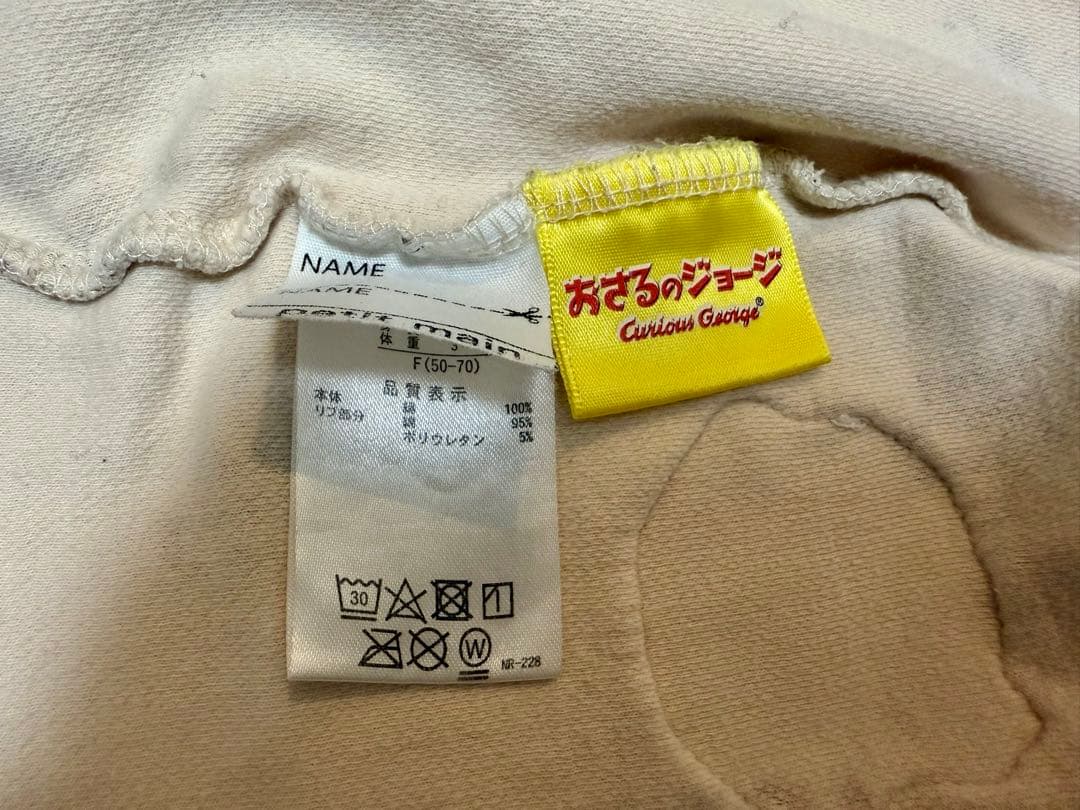 NAME
NAME
petit main
体 重
F(50-70)
品質表示
本体 綿 100%
リブ部分 綿 95%
ポリウレタン 5%
30
W
NR-228
おさるのジョージ
Curious George®